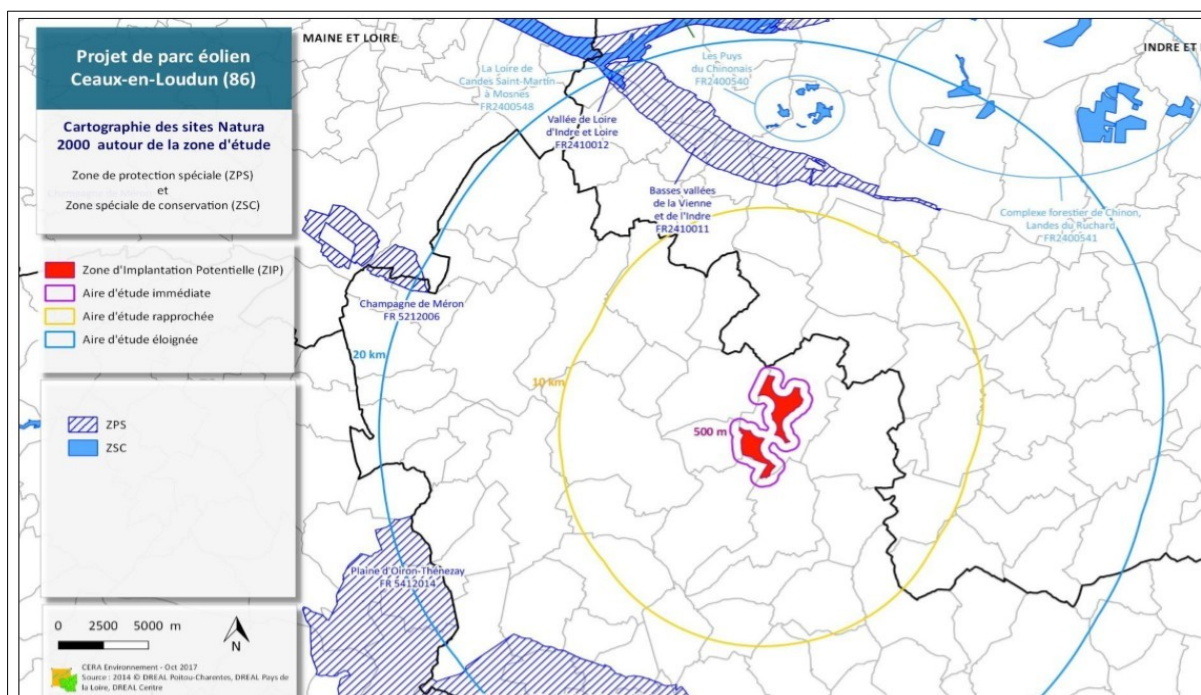 Projet de parc éolien
Ceaux-en-Loudun (86)
Cartographie des sites Natura
2000 autour de la zone d'étude
Zone de protection spéciale (ZPS)
et
Zone spéciale de conservation (ZSC)
Zone d'Implantation Potentielle (ZIP)
Aire d'étude immédiate
Aire d'étude rapprochée
Aire d'étude éloignée
ZPS
ZSC
0 2500 5000 m
N
CERA Environnement - Oct 2017
Source : 2014 © DREAL Poitou-Charentes, DREAL Pays de
la Loire, DREAL Centre
MAINE ET LOIRE
INDRE ET
La Loire de
Candes Saint-Martin
à Mosnes
FR2400548
Les Puys
du Chinonais
FR2400540
Vallée de Loire
d'Indre et Loire
FR2410012
Basses vallées
de la Vienne
et de l'Indre
FR2410011
Complexe forestier de Chinon,
Landes du Ruchard
FR2400541
Champagne de Méron
FR 5212006
20 km
10 km
500 m
Plaine d'Oiron-Thénezay
FR 5412014